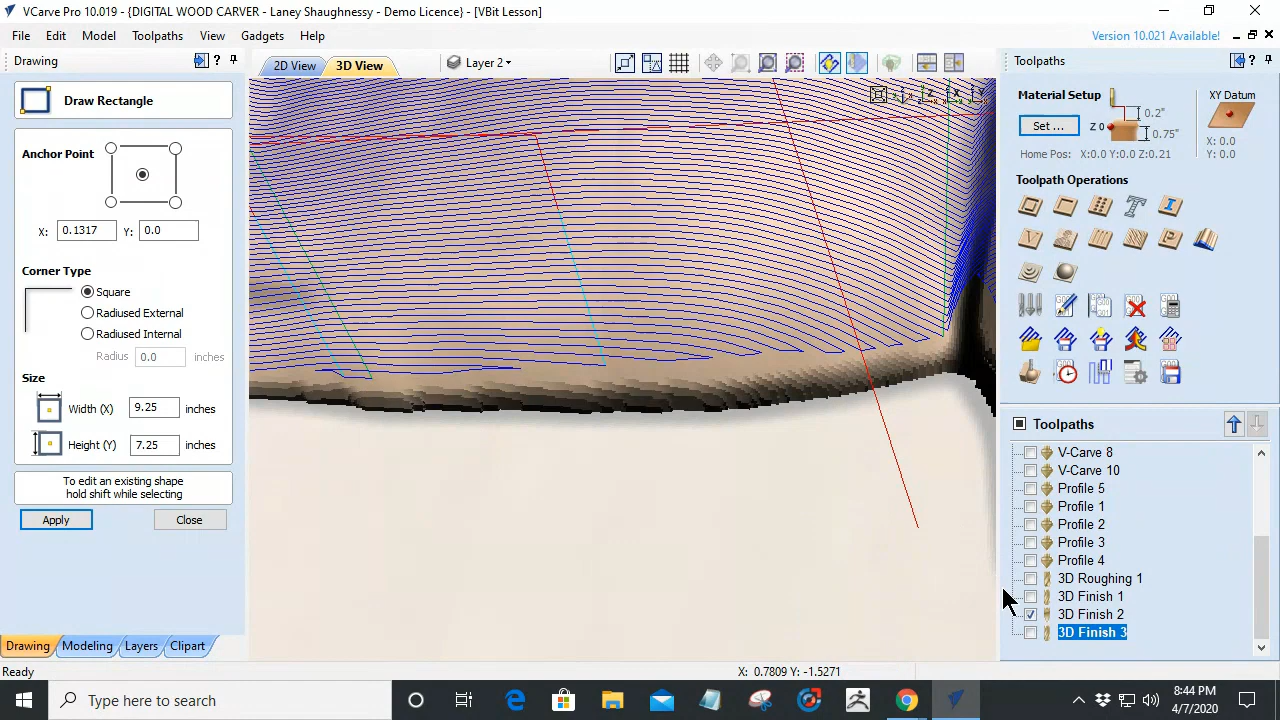 VCarve Pro 10.019 - {DIGITAL WOOD CARVER - Laney Shaughnessy - Demo Licence} - [VBit Lesson]
File Edit Model Toolpaths View Gadgets Help
Version 10.021 Available!
Drawing
2D View 3D View
Layer 2
Toolpaths
Draw Rectangle
Anchor Point
X: 0.1317 Y: 0.0
Corner Type
Square
Radiused External
Radiused Internal
Radius 0.0 inches
Size
Width (X) 9.25 inches
Height (Y) 7.25 inches
To edit an existing shape
hold shift while selecting
Apply Close
Drawing Modeling Layers Clipart
Material Setup
XY Datum
0.2"
Set ...
Z 0
0.75"
X: 0.0
Y: 0.0
Home Pos: X:0.0 Y:0.0 Z:0.21
Toolpath Operations
Toolpaths
V-Carve 8
V-Carve 10
Profile 5
Profile 1
Profile 2
Profile 3
Profile 4
3D Roughing 1
3D Finish 1
3D Finish 2
3D Finish 3
Ready
X: 0.7809 Y: -1.5271
Type here to search
8:44 PM
4/7/2020